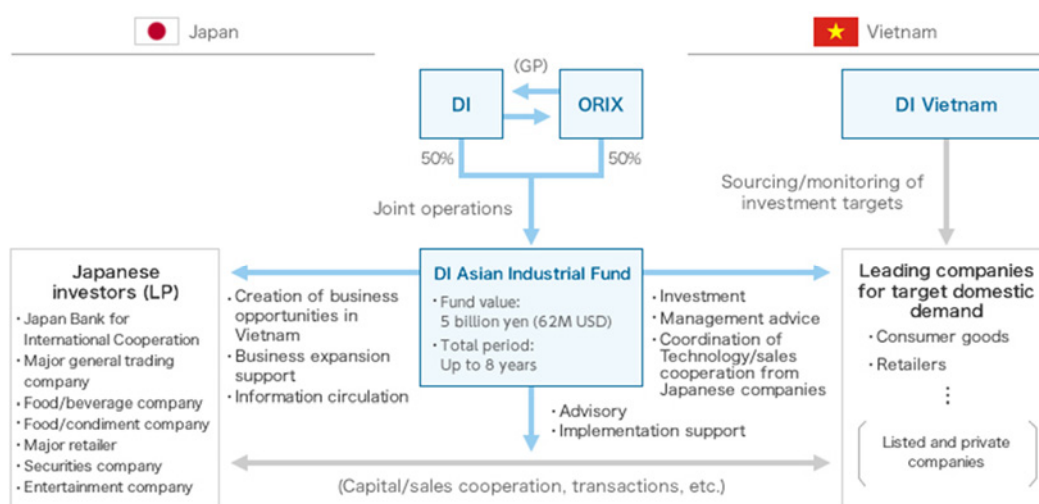 Japan
Vietnam
(GP)
DI
ORIX
DI Vietnam
50%
50%
Joint operations
Sourcing/monitoring of
investment targets
Japanese
investors (LP)
・Japan Bank for
International Cooperation
・Major general trading
company
・Food/beverage company
・Food/condiment company
・Major retailer
・Securities company
・Entertainment company
・Creation of business
opportunities in
Vietnam
・Business expansion
support
・Information circulation
DI Asian Industrial Fund
・Fund value:
5 billion yen (62M USD)
・Total period:
Up to 8 years
・Investment
・Management advice
・Coordination of
Technology/sales
cooperation from
Japanese companies
Leading companies
for target domestic
demand
・Consumer goods
・Retailers
Listed and private
companies
・Advisory
・Implementation support
(Capital/sales cooperation, transactions, etc.)